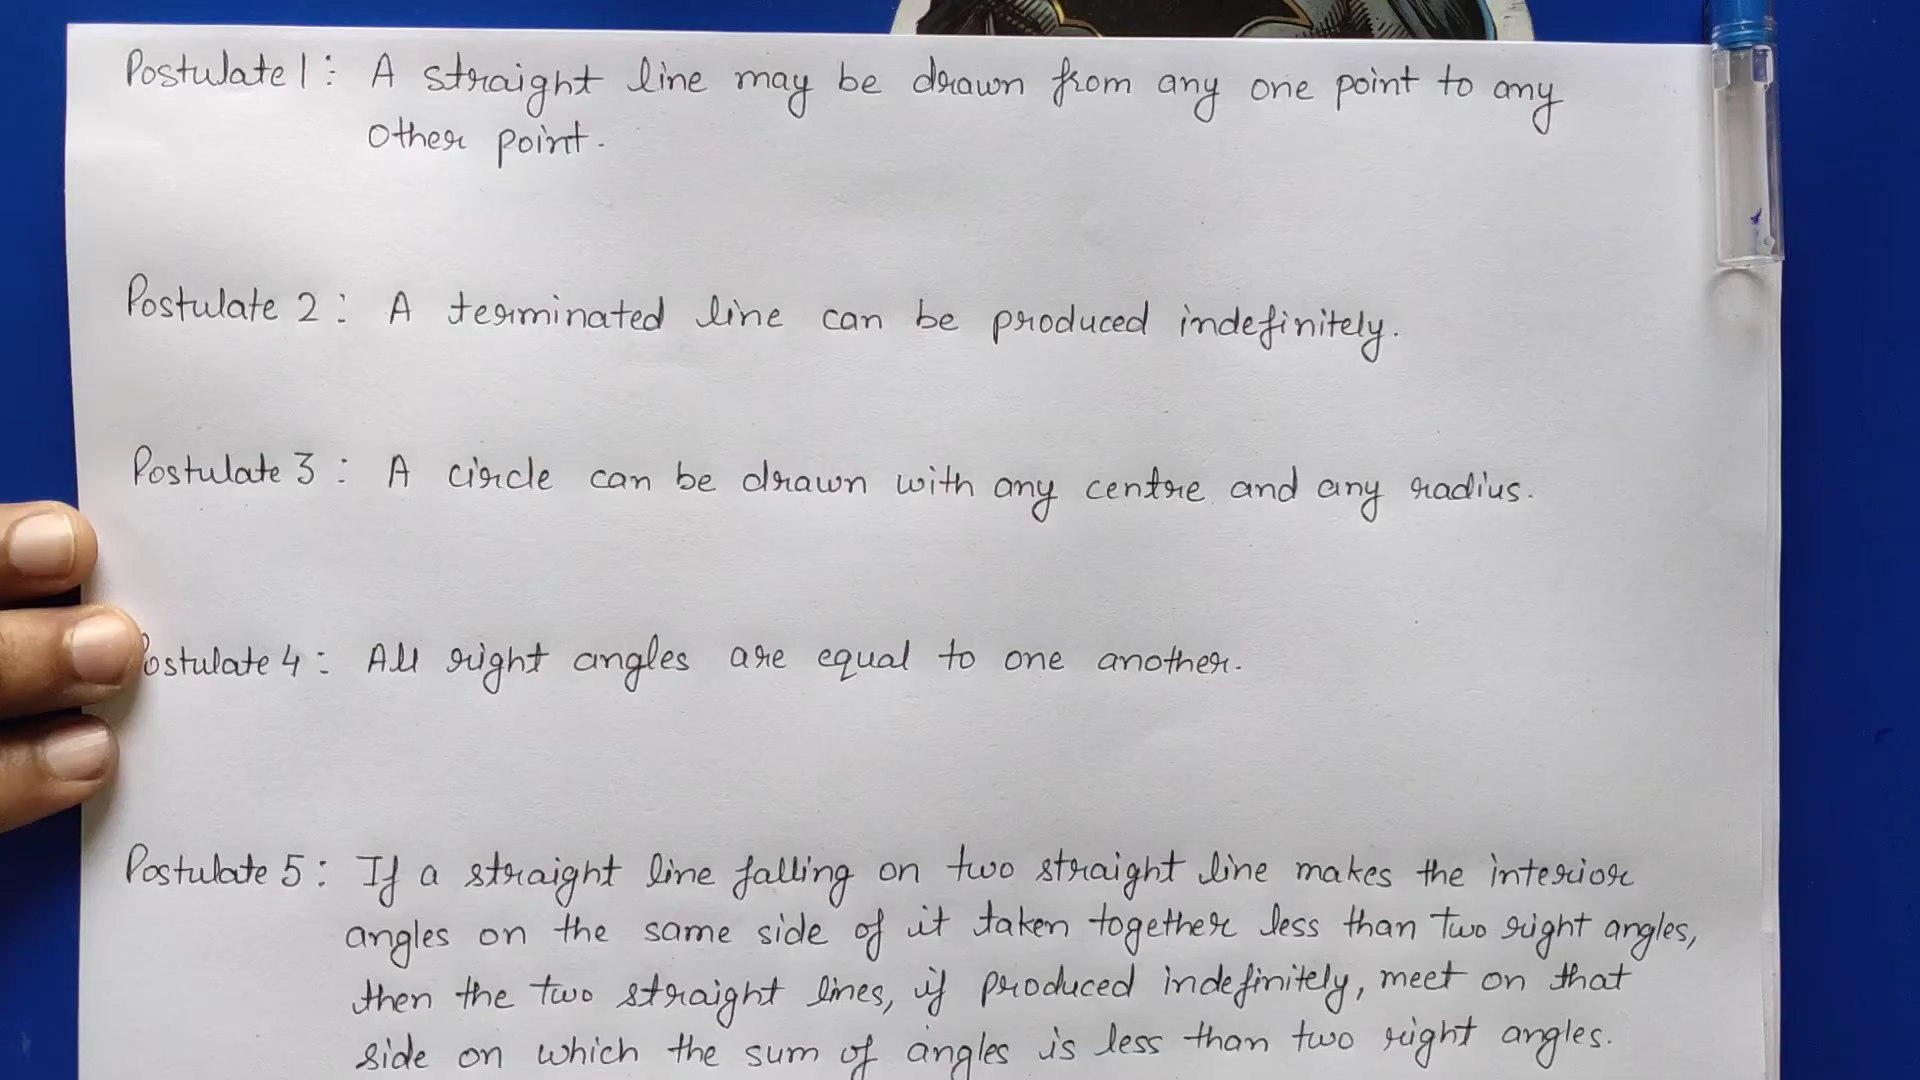 Postulate 1: A straight line may be drawn from any one point to any
other point.
Postulate 2: A terminated line can be produced indefinitely.
Postulate 3: A circle can be drawn with any centre and any radius.
ostulate 4: All right angles are equal to one another.
Postulate 5: If a straight line falling on two straight line makes the interior
angles on the same side of it taken together less than two right angles,
then the two straight lines, if produced indefinitely, meet on that
side on which the sum of angles is less than two right angles.